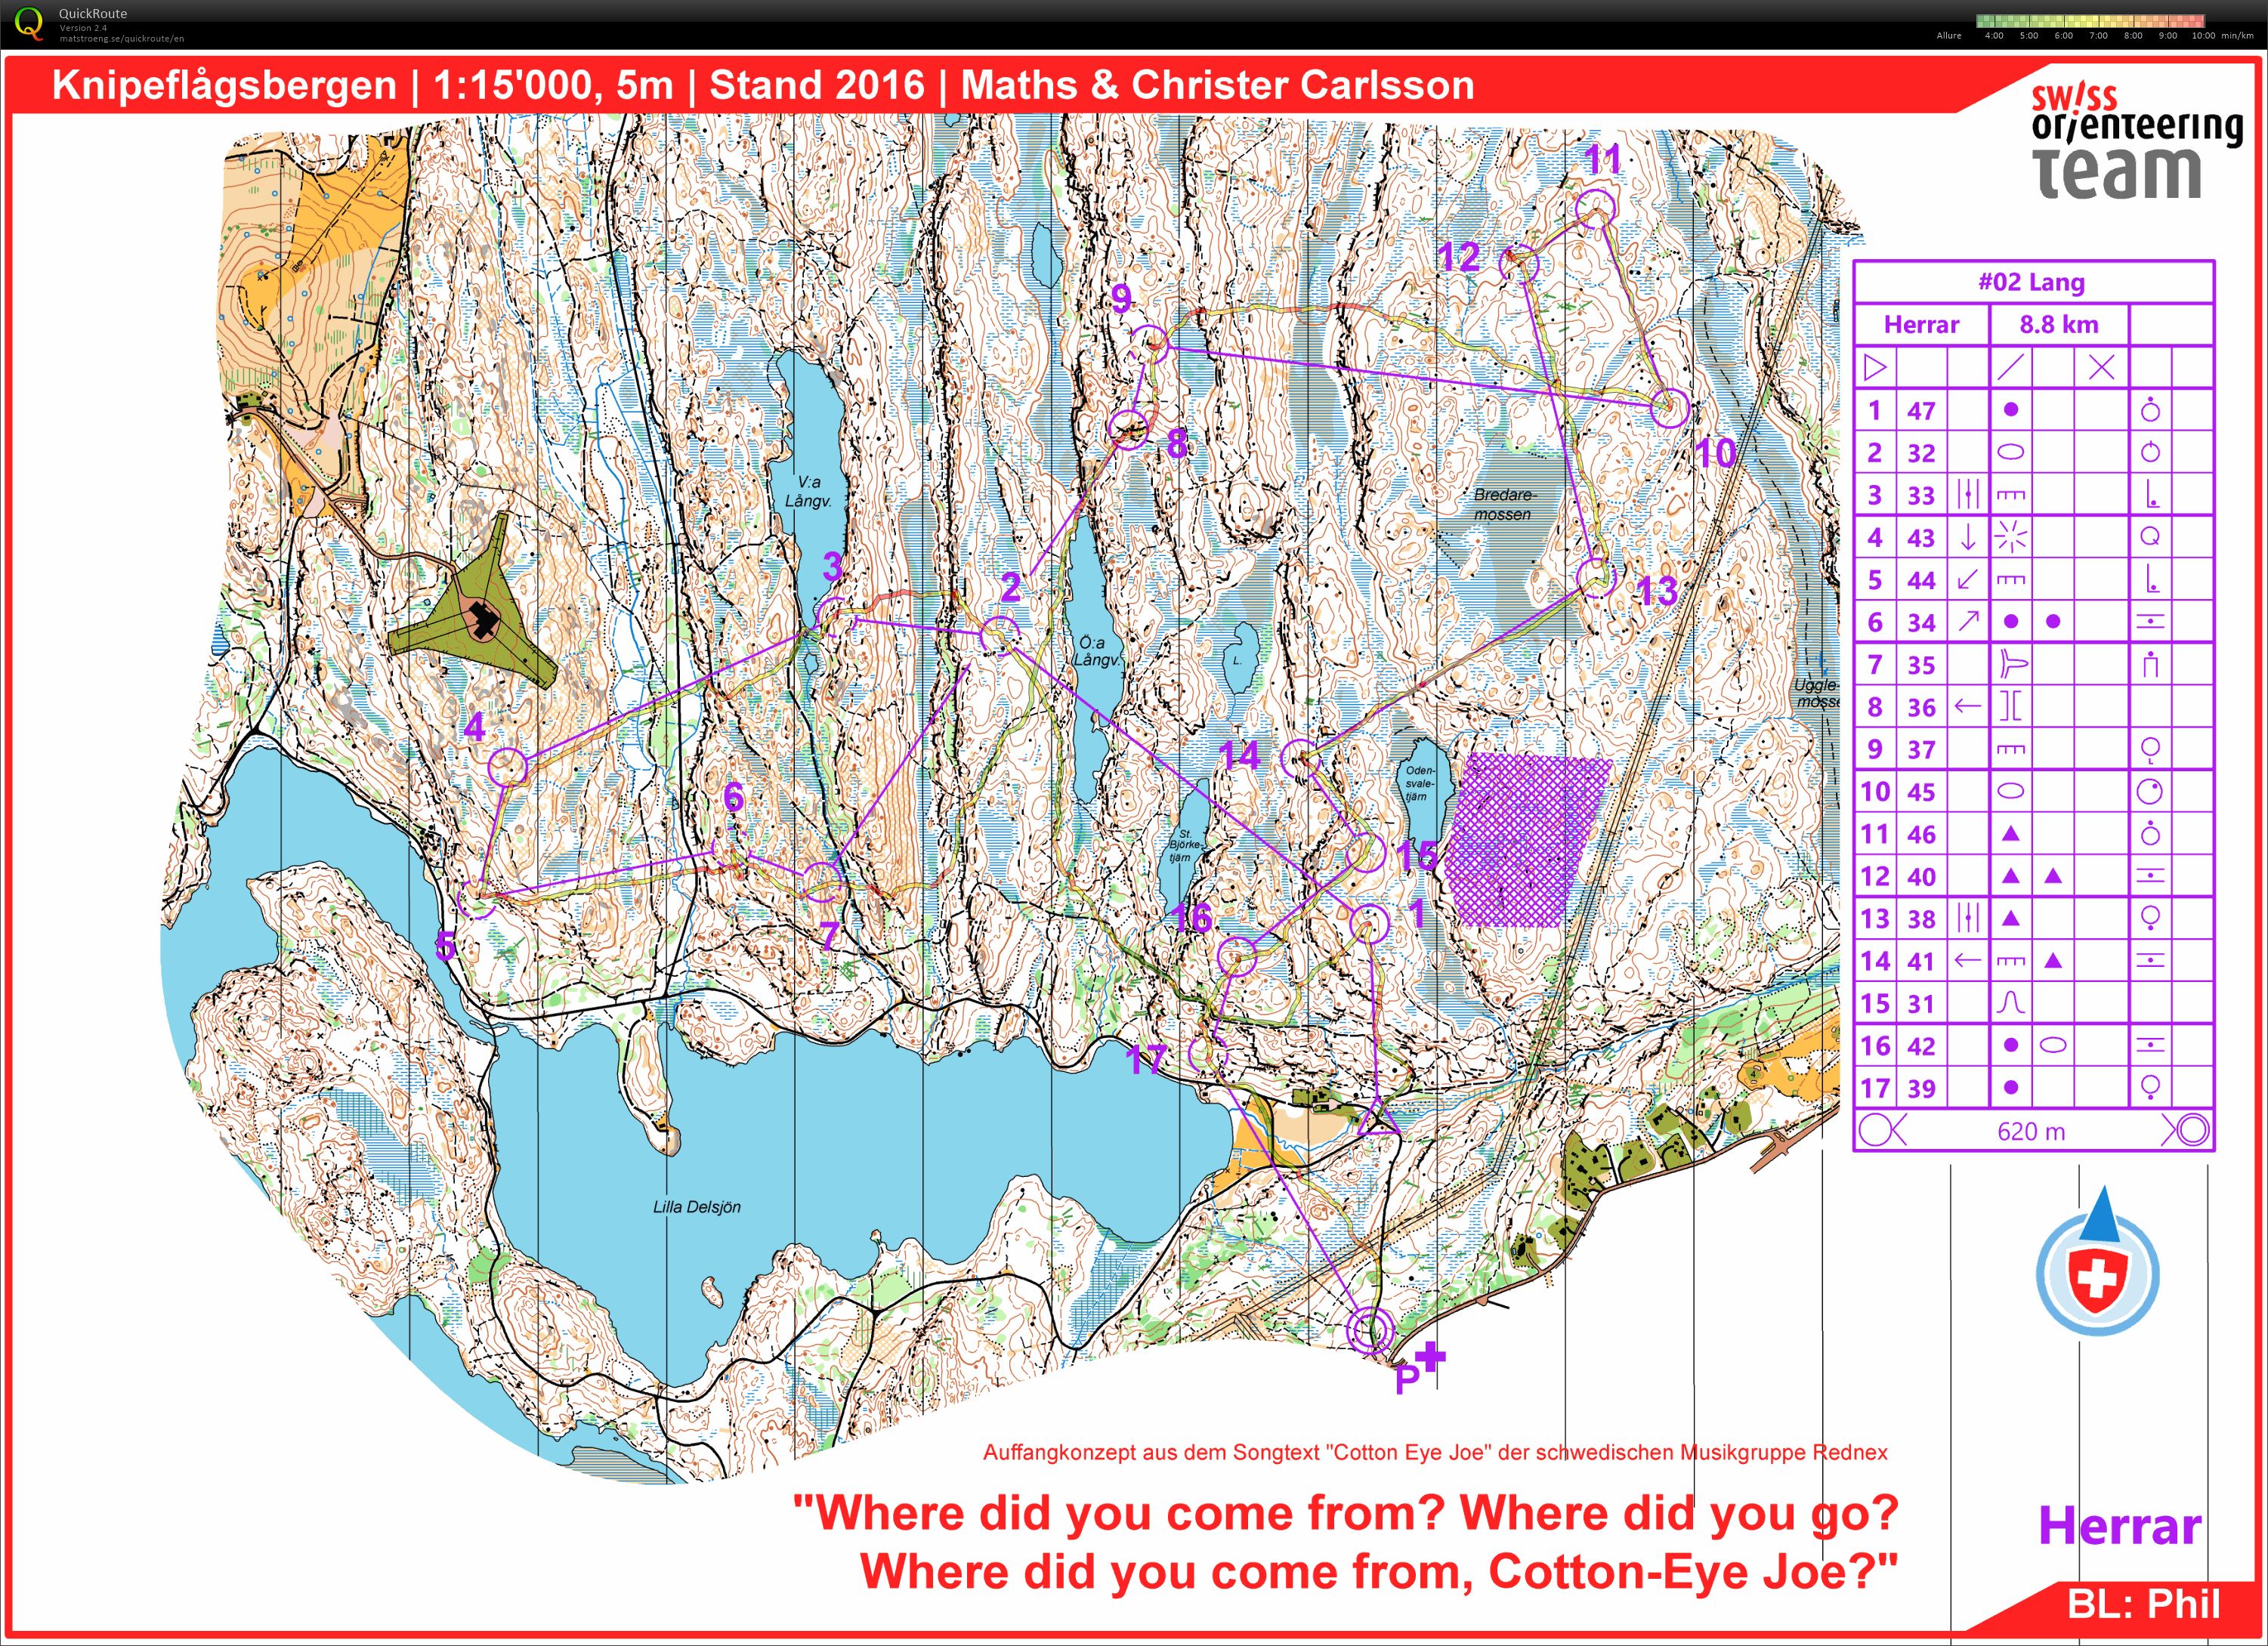 QuickRoute
Version 2.4
matstroeng.se/quickroute/en
Allure 4:00 5:00 6:00 7:00 8:00 9:00 10:00 min/km
Knipeflågsbergen | 1:15'000, 5m | Stand 2016 | Maths & Christer Carlsson
swiss
orienteering
team
11
12
9
8
10
V:a
Långv.
Bredare-
mossen
3
2
13
Ö:a
Långv.
L.
Uggle-
mosse
4
14
Oden-
svale-
tjärn
6
St.
Björke-
tjärn
15
16
1
5
7
17
4
Lilla Delsjön
P
#02 Lang
Herrar 8.8 km
1 47
2 32
3 33
4 43
5 44
6 34
7 35
8 36
9 37
10 45
11 46
12 40
13 38
14 41
15 31
16 42
17 39
620 m
Auffangkonzept aus dem Songtext "Cotton Eye Joe" der schwedischen Musikgruppe Rednex
"Where did you come from? Where did you go?
Where did you come from, Cotton-Eye Joe?"
Herrar
BL: Phil